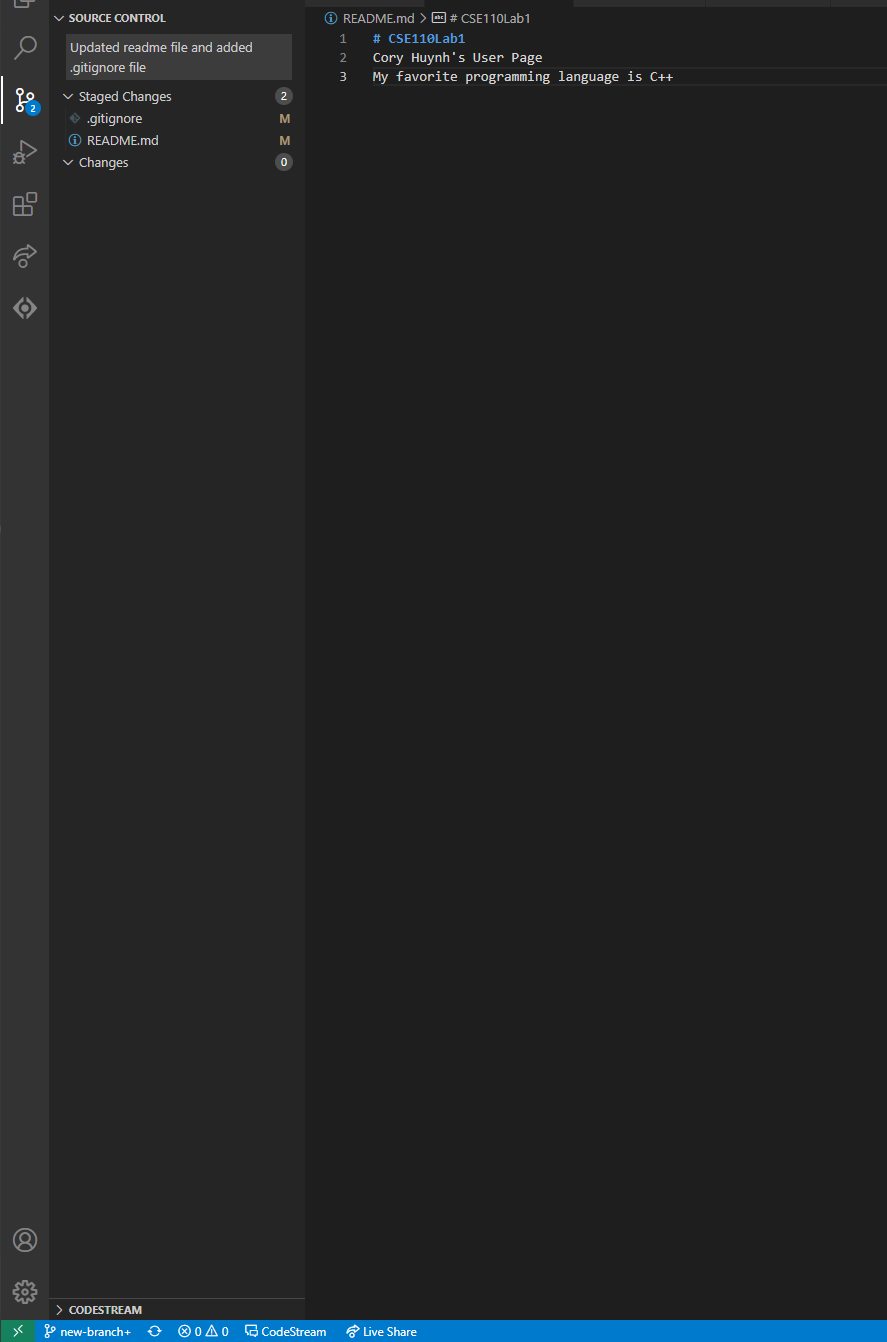 SOURCE CONTROL
Updated readme file and added
.gitignore file
Staged Changes 2
.gitignore M
README.md M
Changes 0
2
README.md > # CSE110Lab1
1 # CSE110Lab1
2 Cory Huynh's User Page
3 My favorite programming language is C++
CODESTREAM
new-branch+ 0 0 CodeStream Live Share